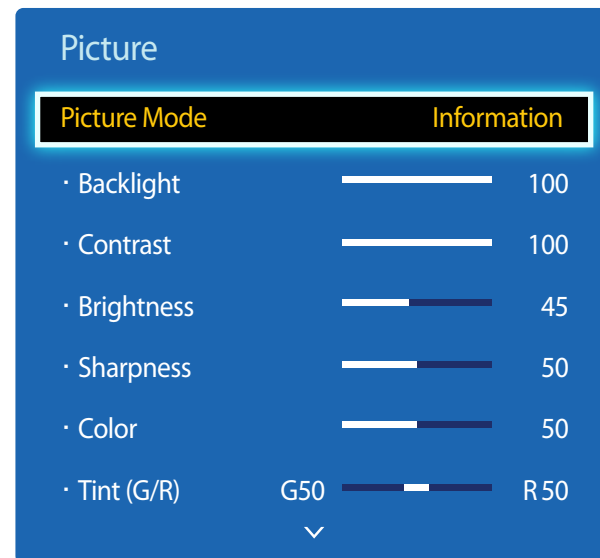 Picture
Picture Mode Information
· Backlight 100
· Contrast 100
· Brightness 45
· Sharpness 50
· Color 50
· Tint (G/R) G50 R50